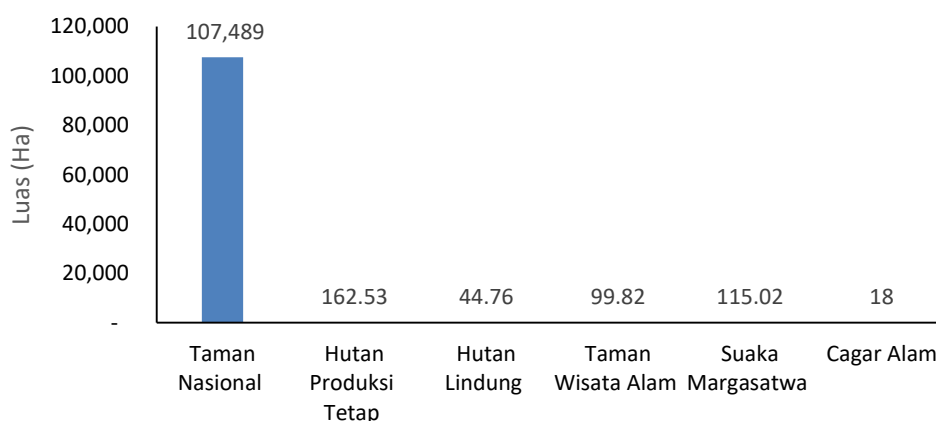 120,000
100,000
80,000
60,000
40,000
20,000
-
Luas (Ha)
107,489
162.53
44.76
99.82
115.02
18
Taman
Nasional
Hutan
Produksi
Tetap
Hutan
Lindung
Taman
Wisata Alam
Suaka
Margasatwa
Cagar Alam